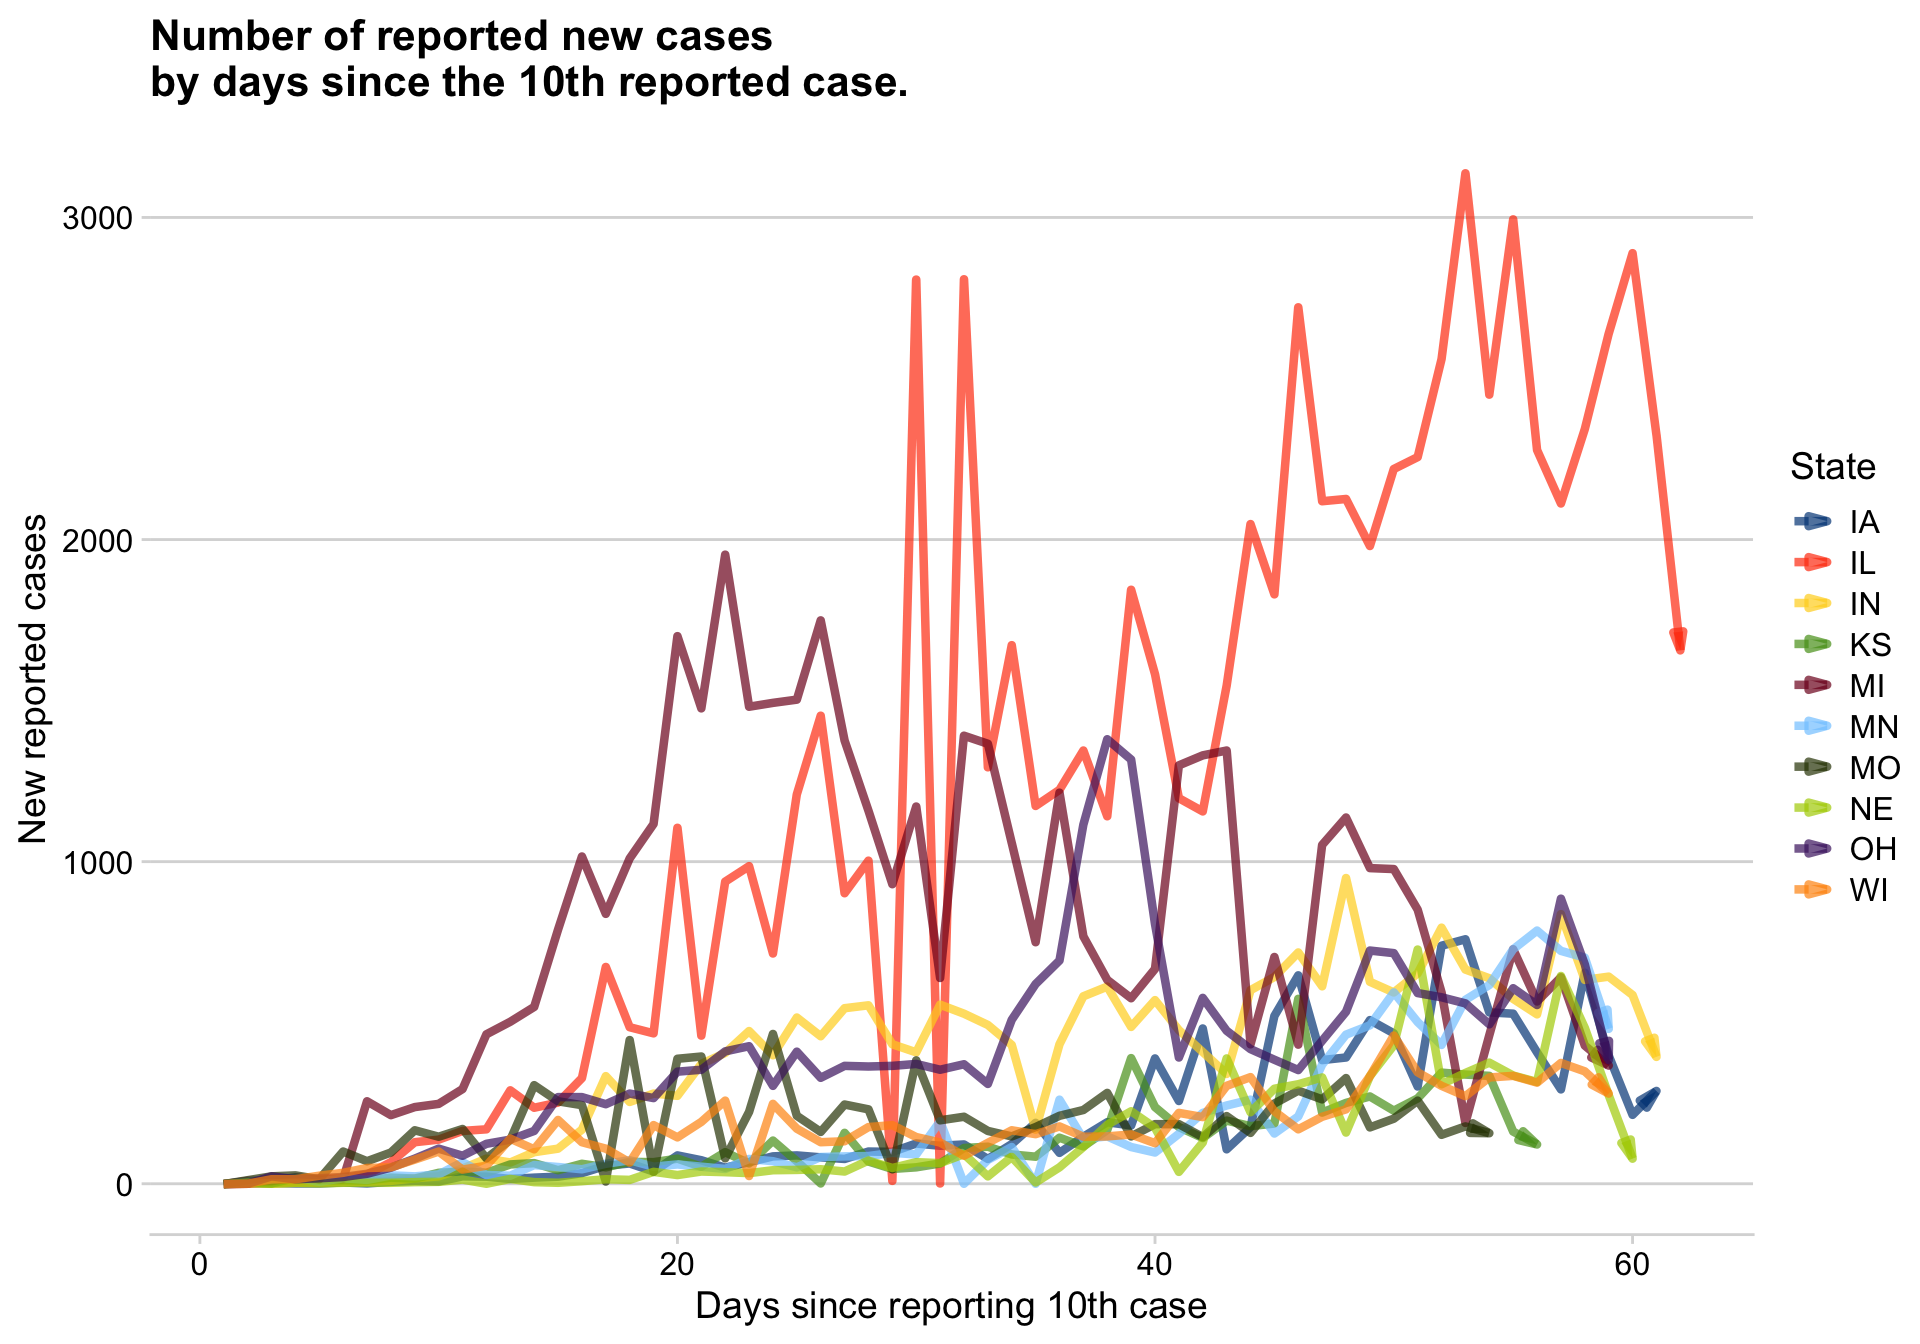 Number of reported new cases
by days since the 10th reported case.
3000
2000
1000
0
New reported cases
0 20 40 60
Days since reporting 10th case
State
IA
IL
IN
KS
MI
MN
MO
NE
OH
WI